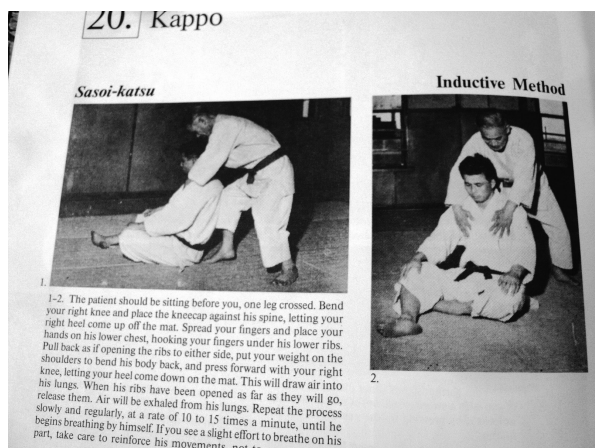 20. Kappo
Sasoi-katsu
Inductive Method
1.
2.
1–2. The patient should be sitting before you, one leg crossed. Bend
your right knee and place the kneecap against his spine, letting your
right heel come up off the mat. Spread your fingers and place your
hands on his lower chest, hooking your fingers under his lower ribs.
Pull back as if opening the ribs to either side, put your weight on the
shoulders to bend his body back, and press forward with your right
knee, letting your heel come down on the mat. This will draw air into
his lungs. When his ribs have been opened as far as they will go,
release them. Air will be exhaled from his lungs. Repeat the process
slowly and regularly, at a rate of 10 to 15 times a minute, until he
begins breathing by himself. If you see a slight effort to breathe on his
part, take care to reinforce his movements, not to